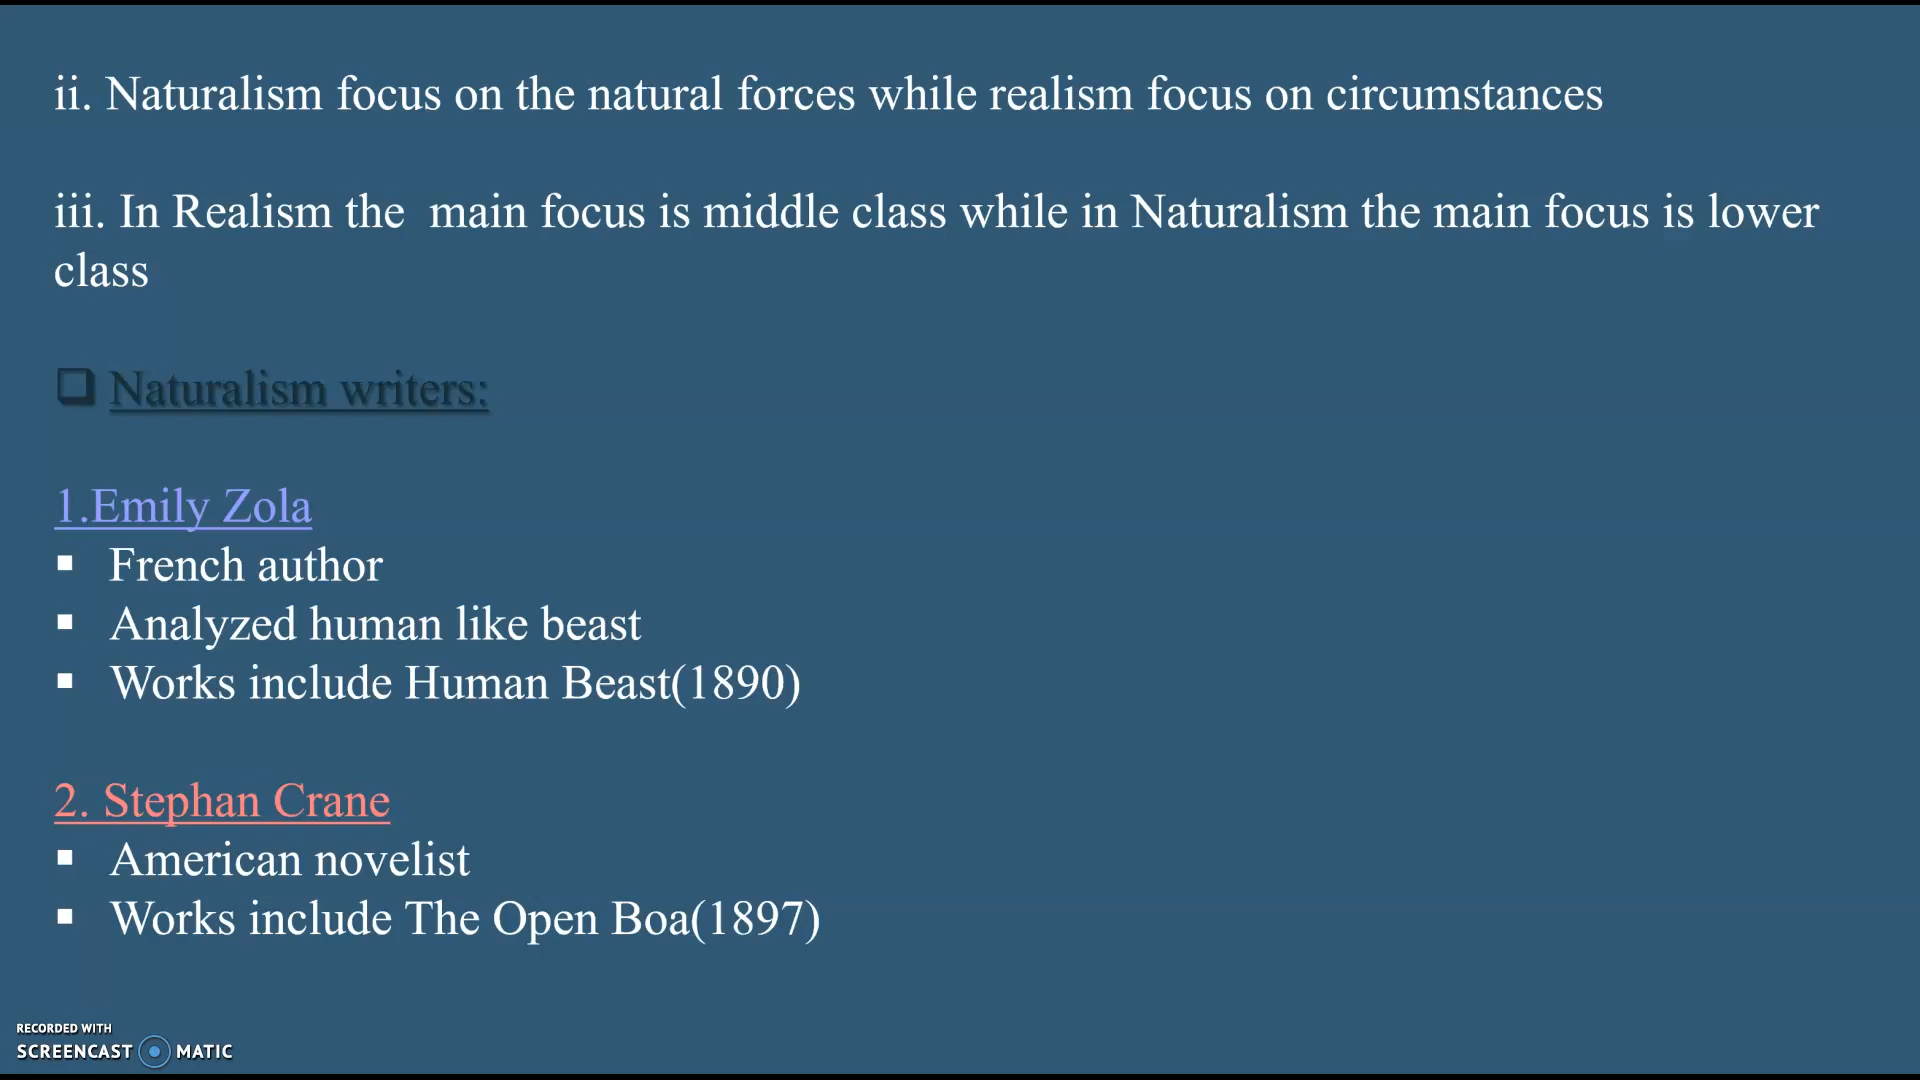 ii. Naturalism focus on the natural forces while realism focus on circumstances
iii. In Realism the main focus is middle class while in Naturalism the main focus is lower
class
Naturalism writers:
1.Emily Zola
French author
Analyzed human like beast
Works include Human Beast(1890)
2. Stephan Crane
American novelist
Works include The Open Boa(1897)
RECORDED WITH
SCREENCAST MATIC